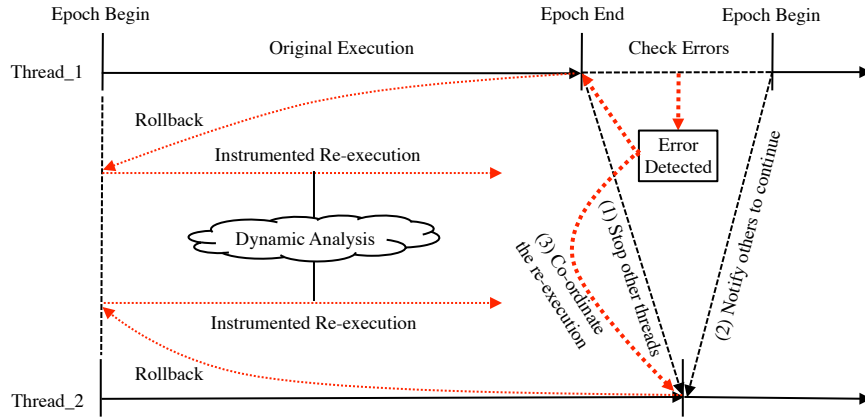 Epoch Begin
Epoch End
Epoch Begin
Original Execution
Check Errors
Thread_1
Rollback
Error
Detected
Instrumented Re-execution
Dynamic Analysis
(1) Stop other threads
(2) Notify others to continue
(3) Co-ordinate
the re-execution
Instrumented Re-execution
Rollback
Thread_2